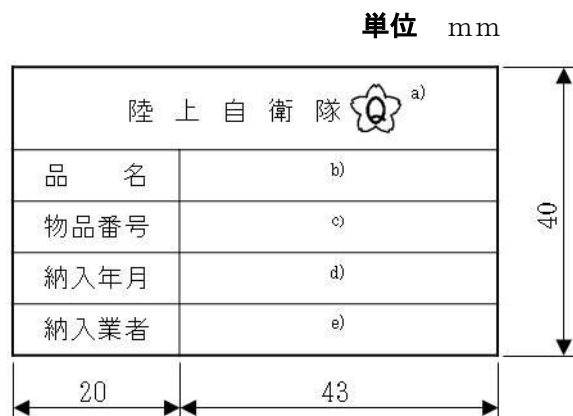 単位 mm
陸上自衛隊 Q a)
品名 b)
物品番号 c)
納入年月 d)
納入業者 e)
40
20 43